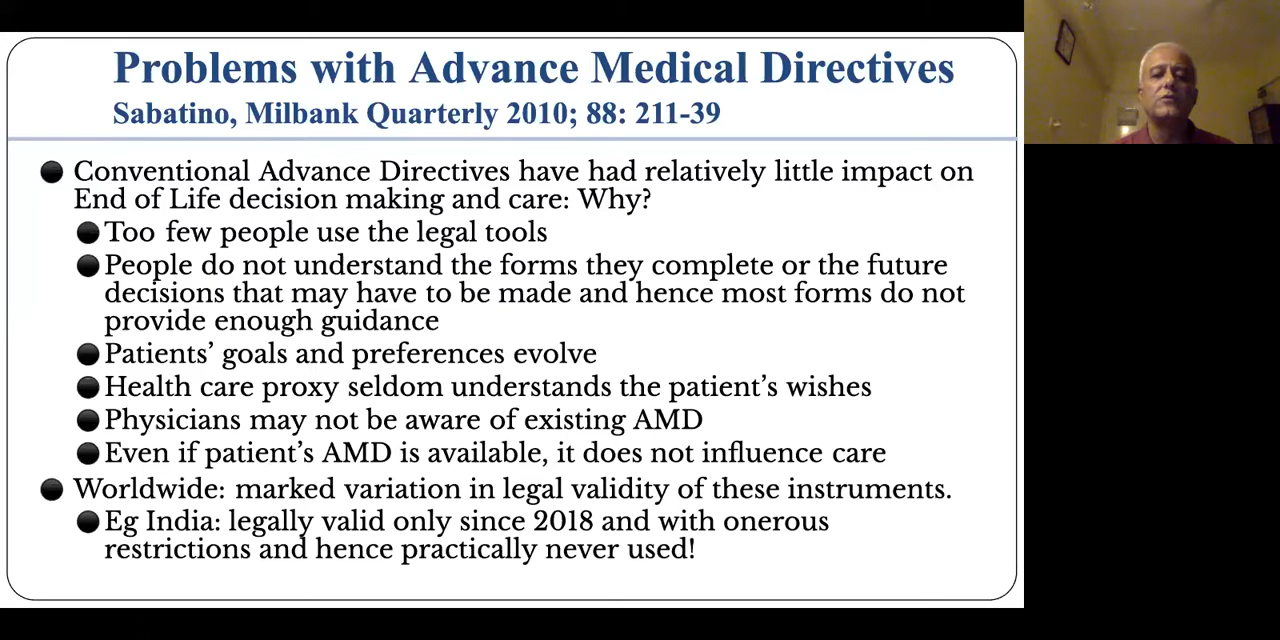 Problems with Advance Medical Directives
Sabatino, Milbank Quarterly 2010; 88: 211-39
Conventional Advance Directives have had relatively little impact on
End of Life decision making and care: Why?
Too few people use the legal tools
People do not understand the forms they complete or the future
decisions that may have to be made and hence most forms do not
provide enough guidance
Patients’ goals and preferences evolve
Health care proxy seldom understands the patient’s wishes
Physicians may not be aware of existing AMD
Even if patient’s AMD is available, it does not influence care
Worldwide: marked variation in legal validity of these instruments.
Eg India: legally valid only since 2018 and with onerous
restrictions and hence practically never used!